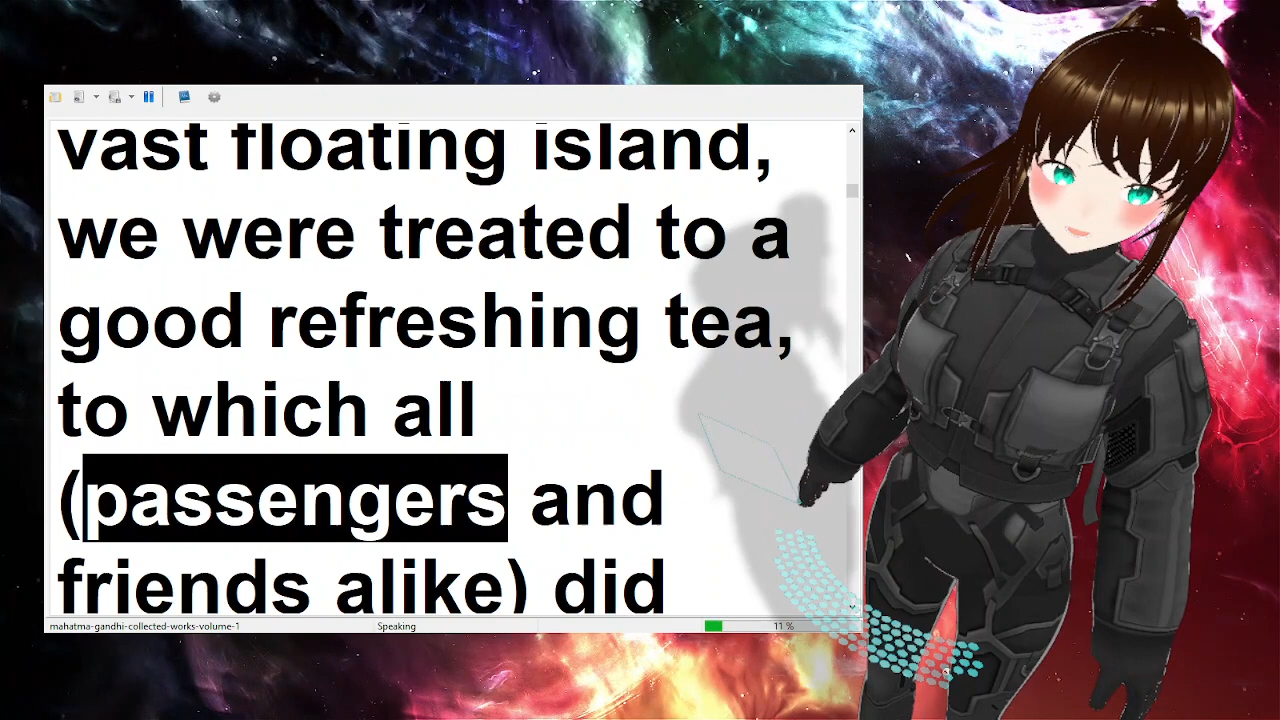 vast floating island,
we were treated to a
good refreshing tea,
to which all
(passengers and
friends alike) did
mahatma-gandhi-collected-works-volume-1 Speaking 11 %